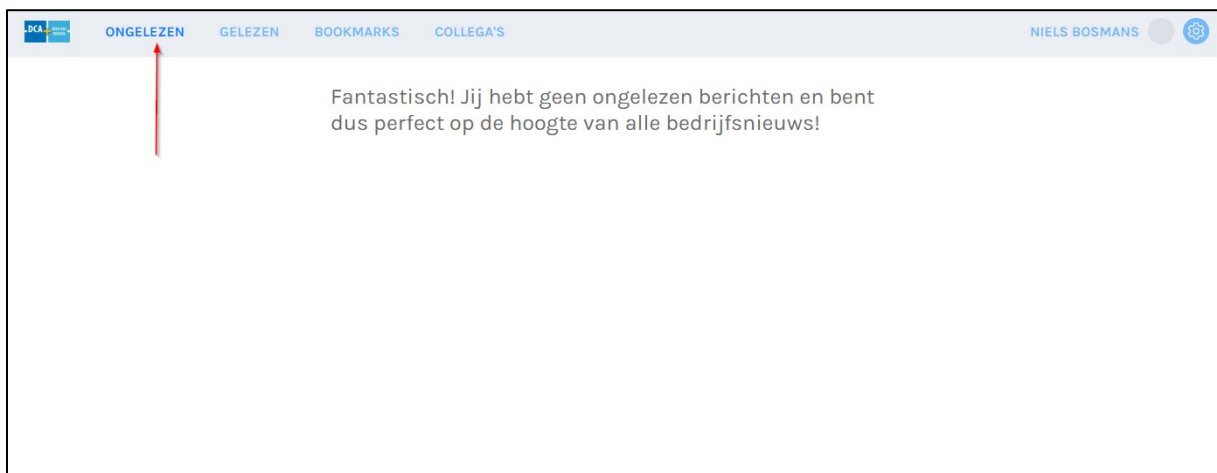 DCA
ONGELEZEN GELEZEN BOOKMARKS COLLEGA'S NIELS BOSMANS
Fantastisch! Jij hebt geen ongelezen berichten en bent
dus perfect op de hoogte van alle bedrijfsnieuws!